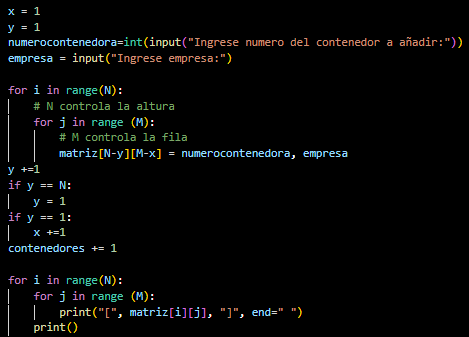 x = 1
y = 1
numerocontenedora=int(input("Ingrese numero del contenedor a añadir:"))
empresa = input("Ingrese empresa:")

for i in range(N):
    # N controla la altura
    for j in range (M):
        # M controla la fila
        matriz[N-y][M-x] = numerocontenedora, empresa
y +=1
if y == N:
    y = 1
if y == 1:
    x +=1
contenedores += 1

for i in range(N):
    for j in range (M):
        print("[", matriz[i][j], "]", end=" ")
    print()